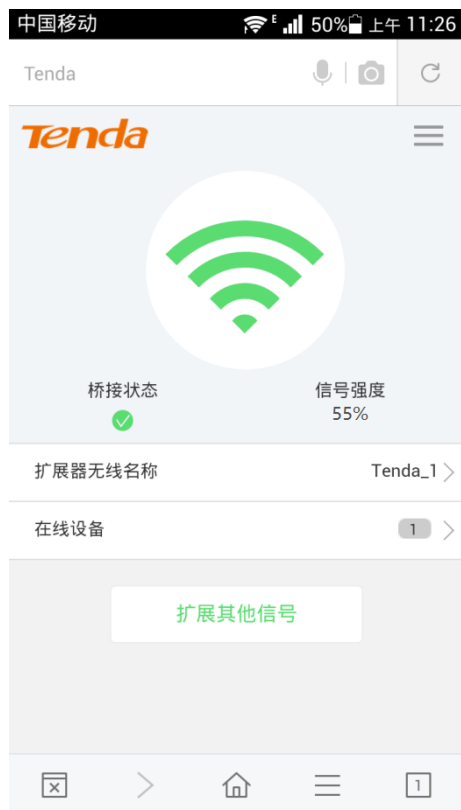 中国移动 E 50% 上午 11:26
Tenda
Tenda
桥接状态 信号强度
55%
扩展器无线名称 Tenda_1
在线设备 1
扩展其他信号
1